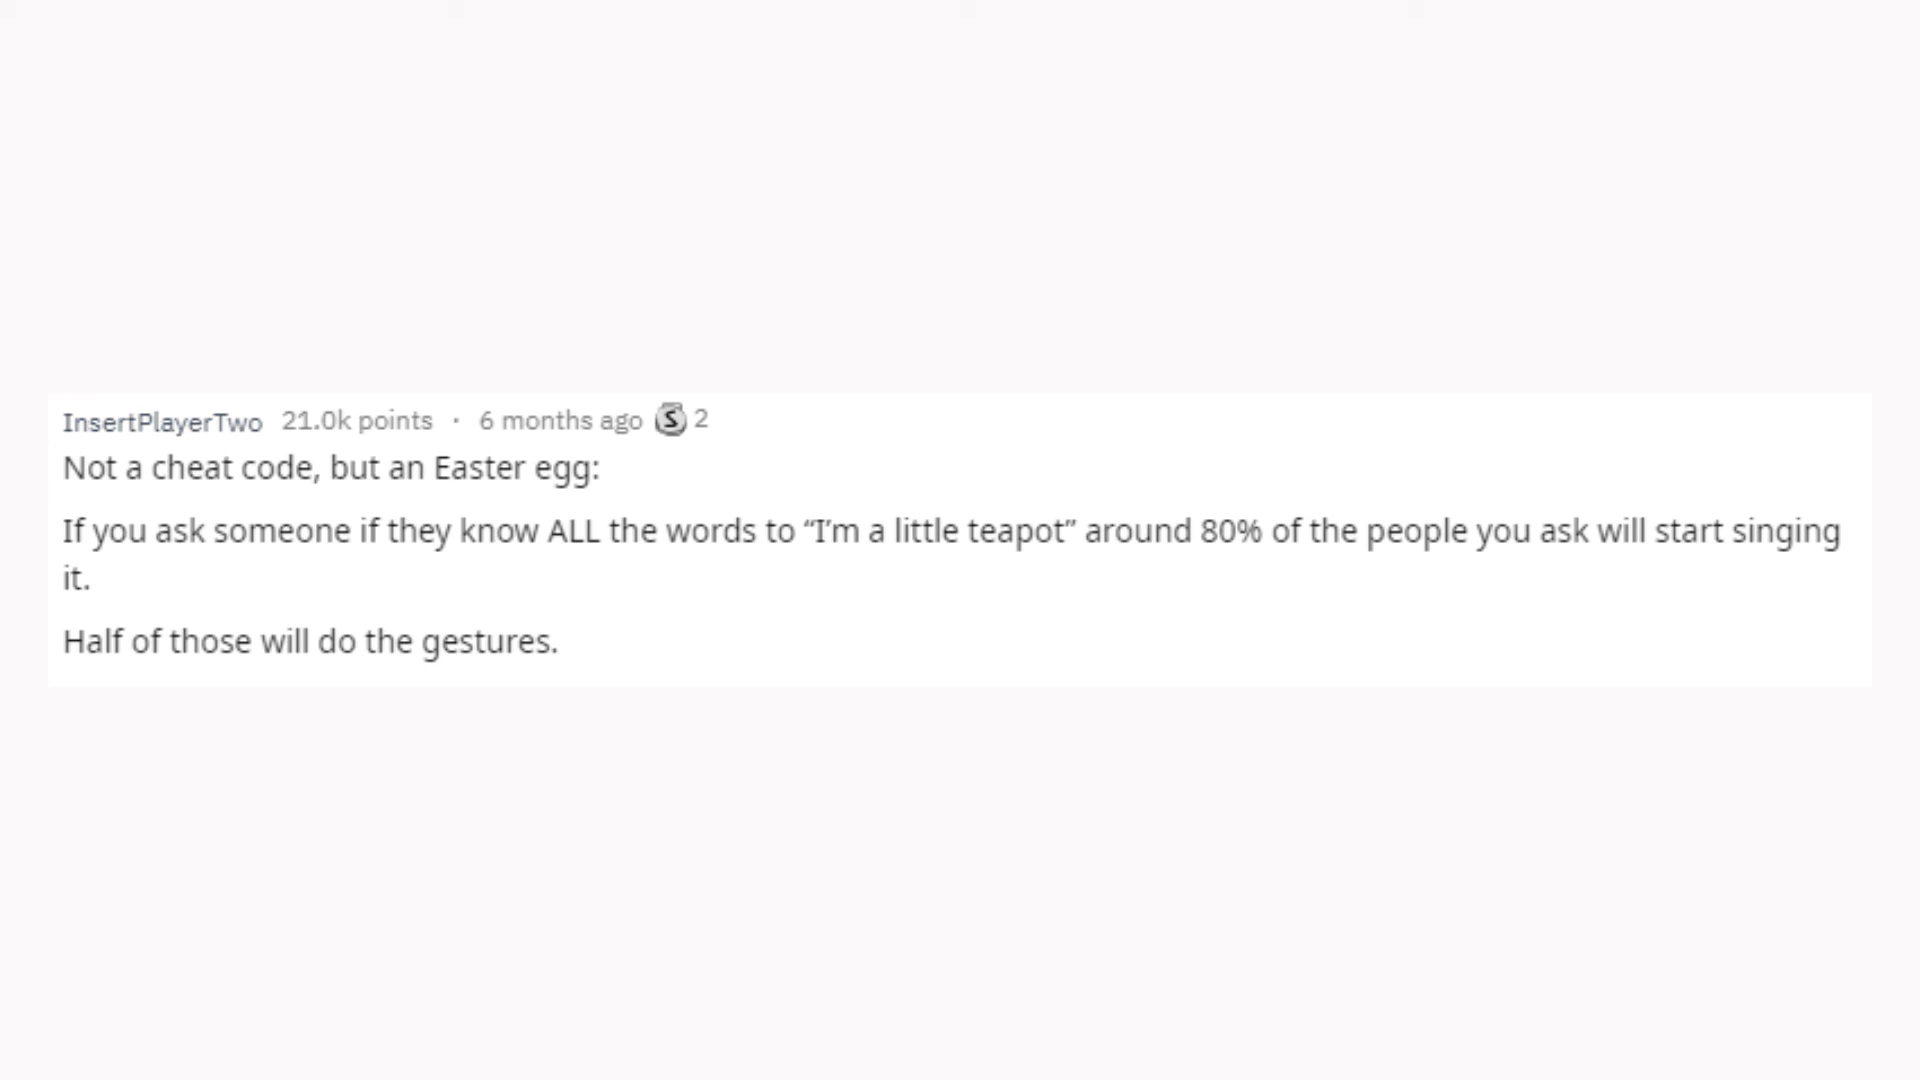 InsertPlayerTwo 21.0k points · 6 months ago S 2
Not a cheat code, but an Easter egg:
If you ask someone if they know ALL the words to “I’m a little teapot” around 80% of the people you ask will start singing
it.
Half of those will do the gestures.